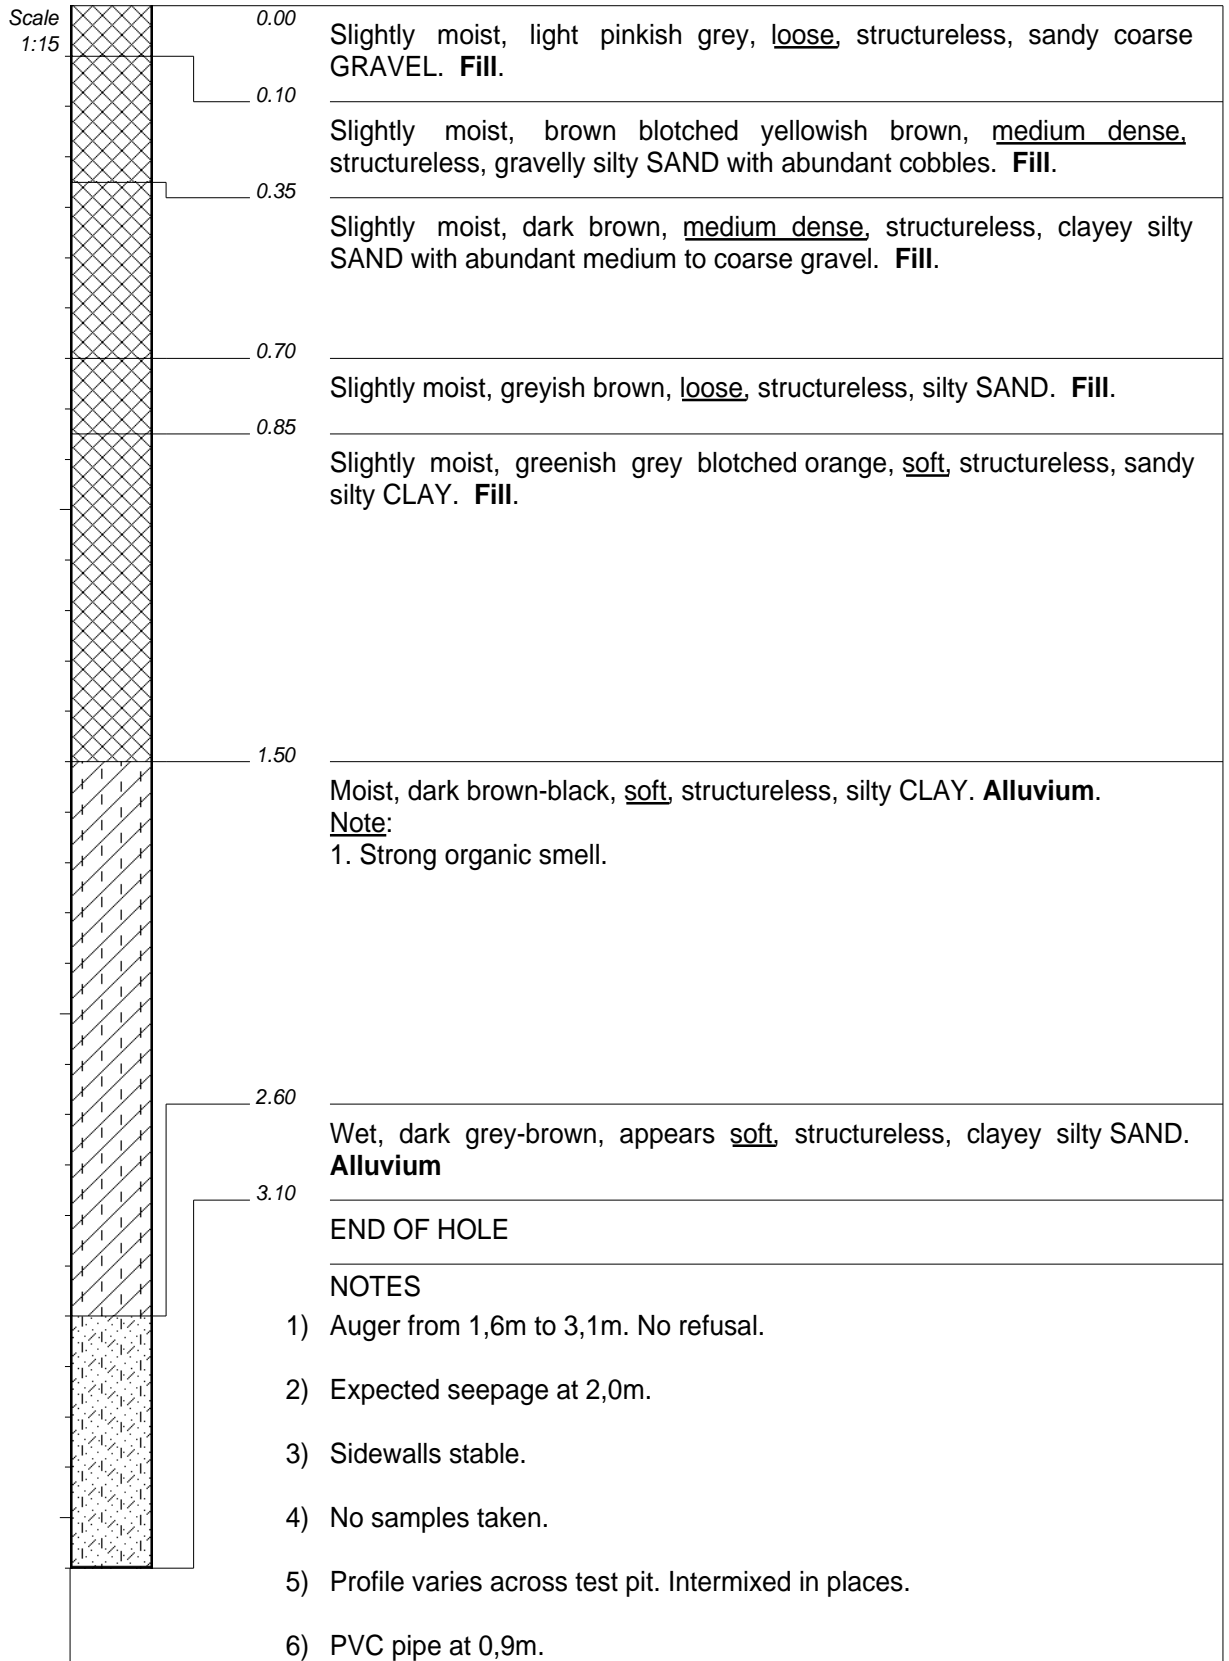 Scale
1:15
0.00
Slightly moist, light pinkish grey, loose, structureless, sandy coarse
GRAVEL. Fill.
0.10
Slightly moist, brown blotched yellowish brown, medium dense,
structureless, gravelly silty SAND with abundant cobbles. Fill.
0.35
Slightly moist, dark brown, medium dense, structureless, clayey silty
SAND with abundant medium to coarse gravel. Fill.
0.70
Slightly moist, greyish brown, loose, structureless, silty SAND. Fill.
0.85
Slightly moist, greenish grey blotched orange, soft, structureless, sandy
silty CLAY. Fill.
1.50
Moist, dark brown-black, soft, structureless, silty CLAY. Alluvium.
Note:
1. Strong organic smell.
2.60
Wet, dark grey-brown, appears soft, structureless, clayey silty SAND.
Alluvium
3.10
END OF HOLE
NOTES
1) Auger from 1,6m to 3,1m. No refusal.
2) Expected seepage at 2,0m.
3) Sidewalls stable.
4) No samples taken.
5) Profile varies across test pit. Intermixed in places.
6) PVC pipe at 0,9m.